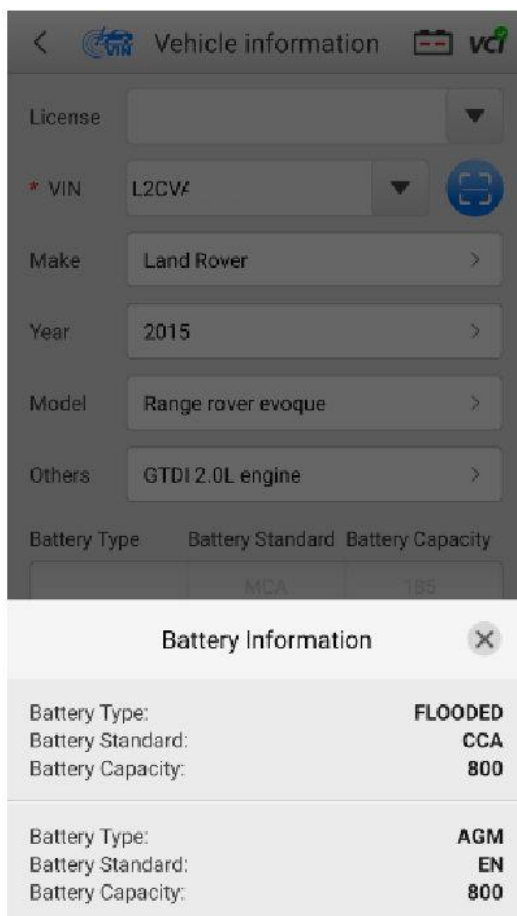 VIN Vehicle information vci
License
* VIN L2CVA
Make Land Rover
Year 2015
Model Range rover evoque
Others GTDI 2.0L engine
Battery Type Battery Standard Battery Capacity
MCA 185
Battery Information
Battery Type: FLOODED
Battery Standard: CCA
Battery Capacity: 800
Battery Type: AGM
Battery Standard: EN
Battery Capacity: 800